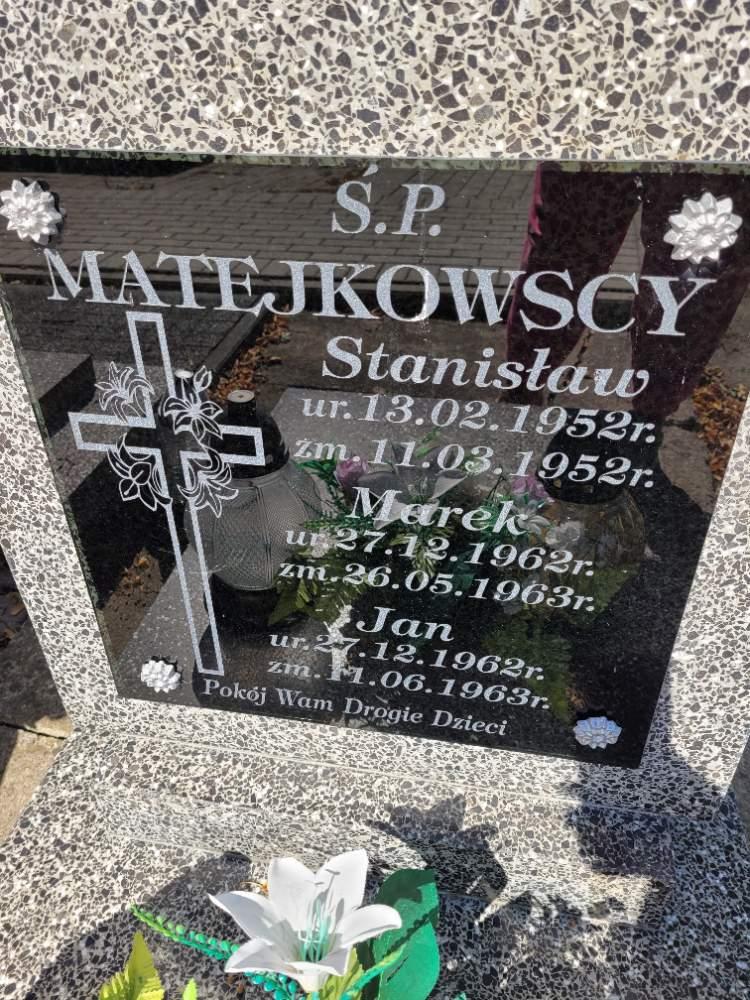 Ś.P.
MATEJKOWSCY
Stanisław
ur.13.02.1952r.
zm.11.03.1952r.
Marek
ur.27.12.1962r.
zm.26.05.1963r.
Jan
ur.27.12.1962r.
zm.11.06.1963r.
Pokój Wam Drogie Dzieci